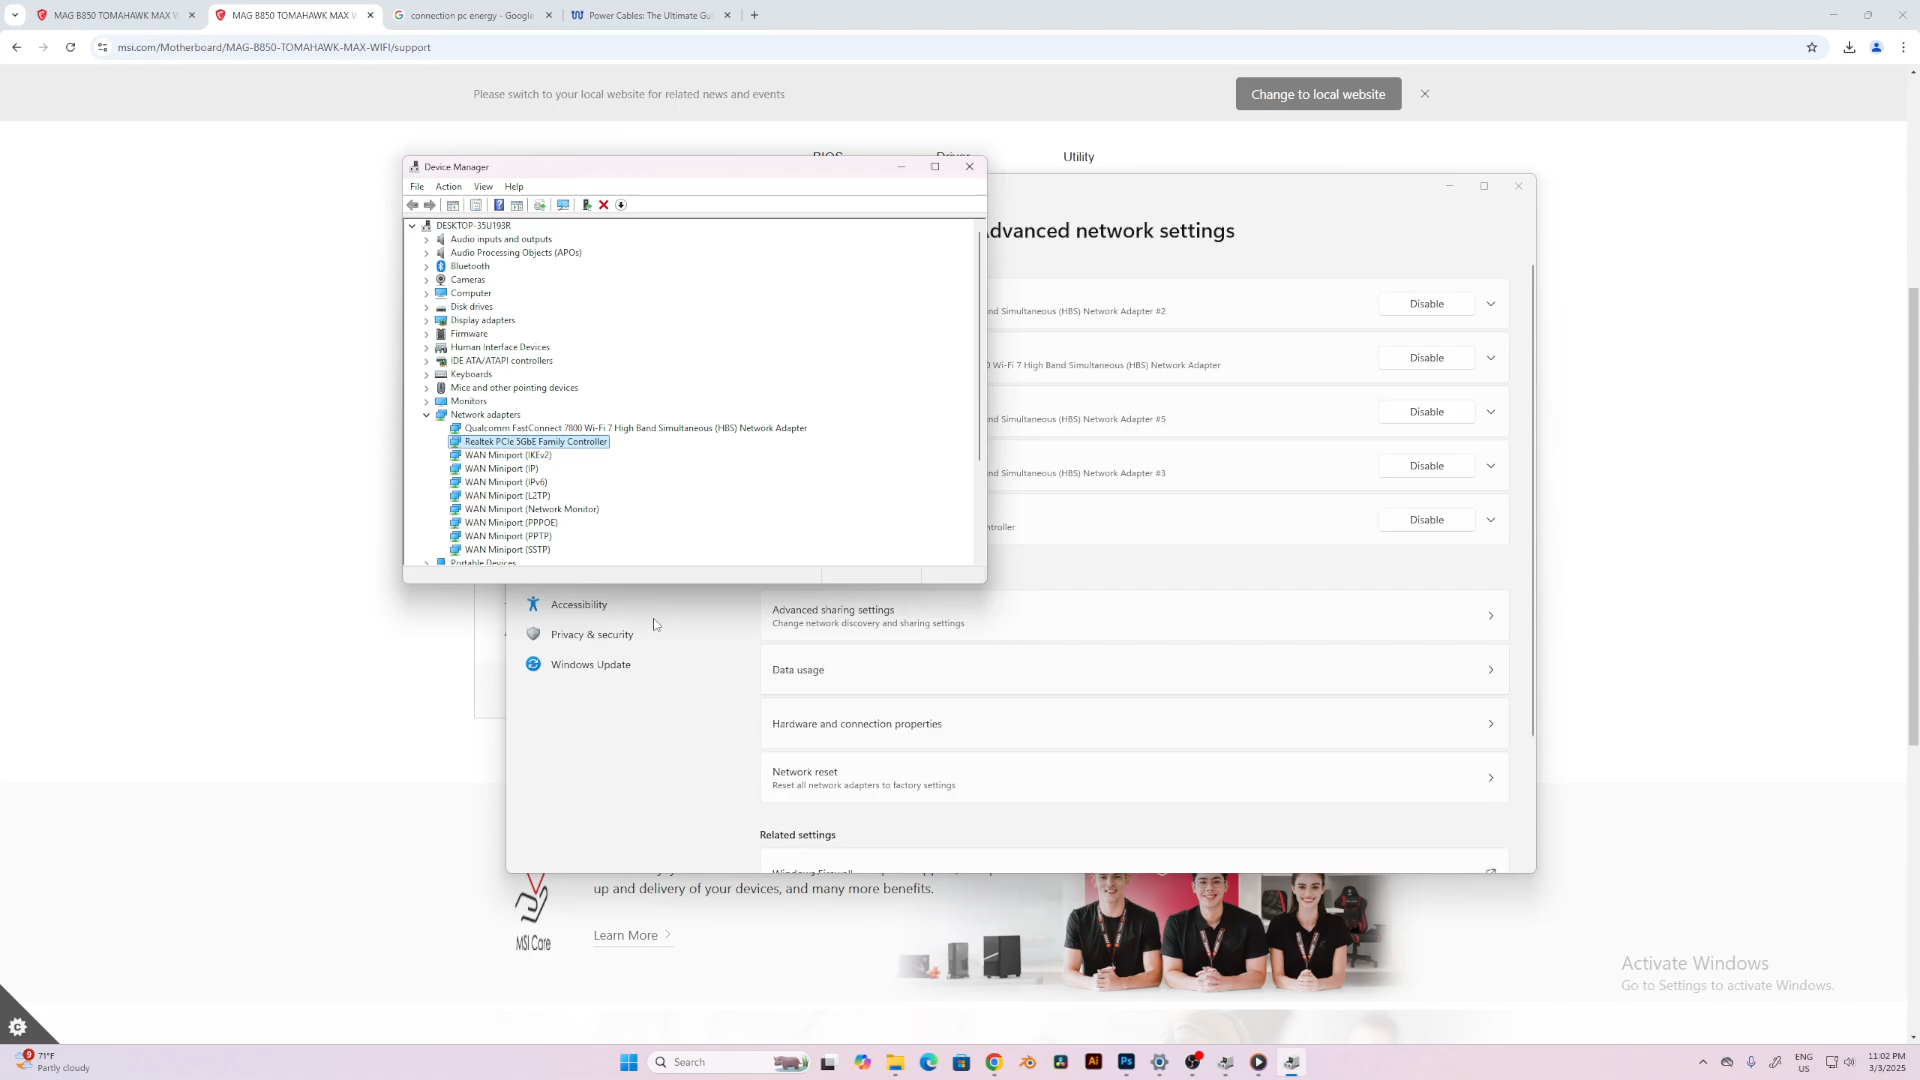 MAG B850 TOMAHAWK MAX W
MAG B850 TOMAHAWK MAX W
connection pc energy - Google
Power Cables: The Ultimate Gu
msi.com/Motherboard/MAG-B850-TOMAHAWK-MAX-WIFI/support
Please switch to your local website for related news and events
Change to local website
BIOS
Driver
Utility
Device Manager
File Action View Help
DESKTOP-35U193R
Audio inputs and outputs
Audio Processing Objects (APOs)
Bluetooth
Cameras
Computer
Disk drives
Display adapters
Firmware
Human Interface Devices
IDE ATA/ATAPI controllers
Keyboards
Mice and other pointing devices
Monitors
Network adapters
Qualcomm FastConnect 7800 Wi-Fi 7 High Band Simultaneous (HBS) Network Adapter
Realtek PCIe 5GbE Family Controller
WAN Miniport (IKEv2)
WAN Miniport (IP)
WAN Miniport (IPv6)
WAN Miniport (L2TP)
WAN Miniport (Network Monitor)
WAN Miniport (PPPOE)
WAN Miniport (PPTP)
WAN Miniport (SSTP)
Portable Devices
Advanced network settings
nd Simultaneous (HBS) Network Adapter #2
Disable
0 Wi-Fi 7 High Band Simultaneous (HBS) Network Adapter
Disable
nd Simultaneous (HBS) Network Adapter #5
Disable
nd Simultaneous (HBS) Network Adapter #3
Disable
ntroller
Disable
Accessibility
Privacy & security
Windows Update
Advanced sharing settings
Change network discovery and sharing settings
Data usage
Hardware and connection properties
Network reset
Reset all network adapters to factory settings
Related settings
Windows Firewall
up and delivery of your devices, and many more benefits.
MSI Care
Learn More
Activate Windows
Go to Settings to activate Windows.
9
71°F
Partly cloudy
Search
Ai
Ps
ENG
US
11:02 PM
3/3/2025